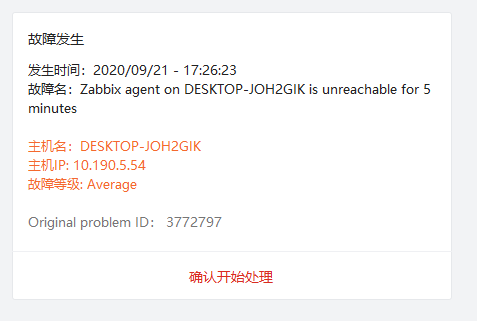 故障发生
发生时间：2020/09/21 - 17:26:23
故障名：Zabbix agent on DESKTOP-JOH2GIK is unreachable for 5
minutes
主机名：DESKTOP-JOH2GIK
主机IP: 10.190.5.54
故障等级: Average
Original problem ID： 3772797
确认开始处理